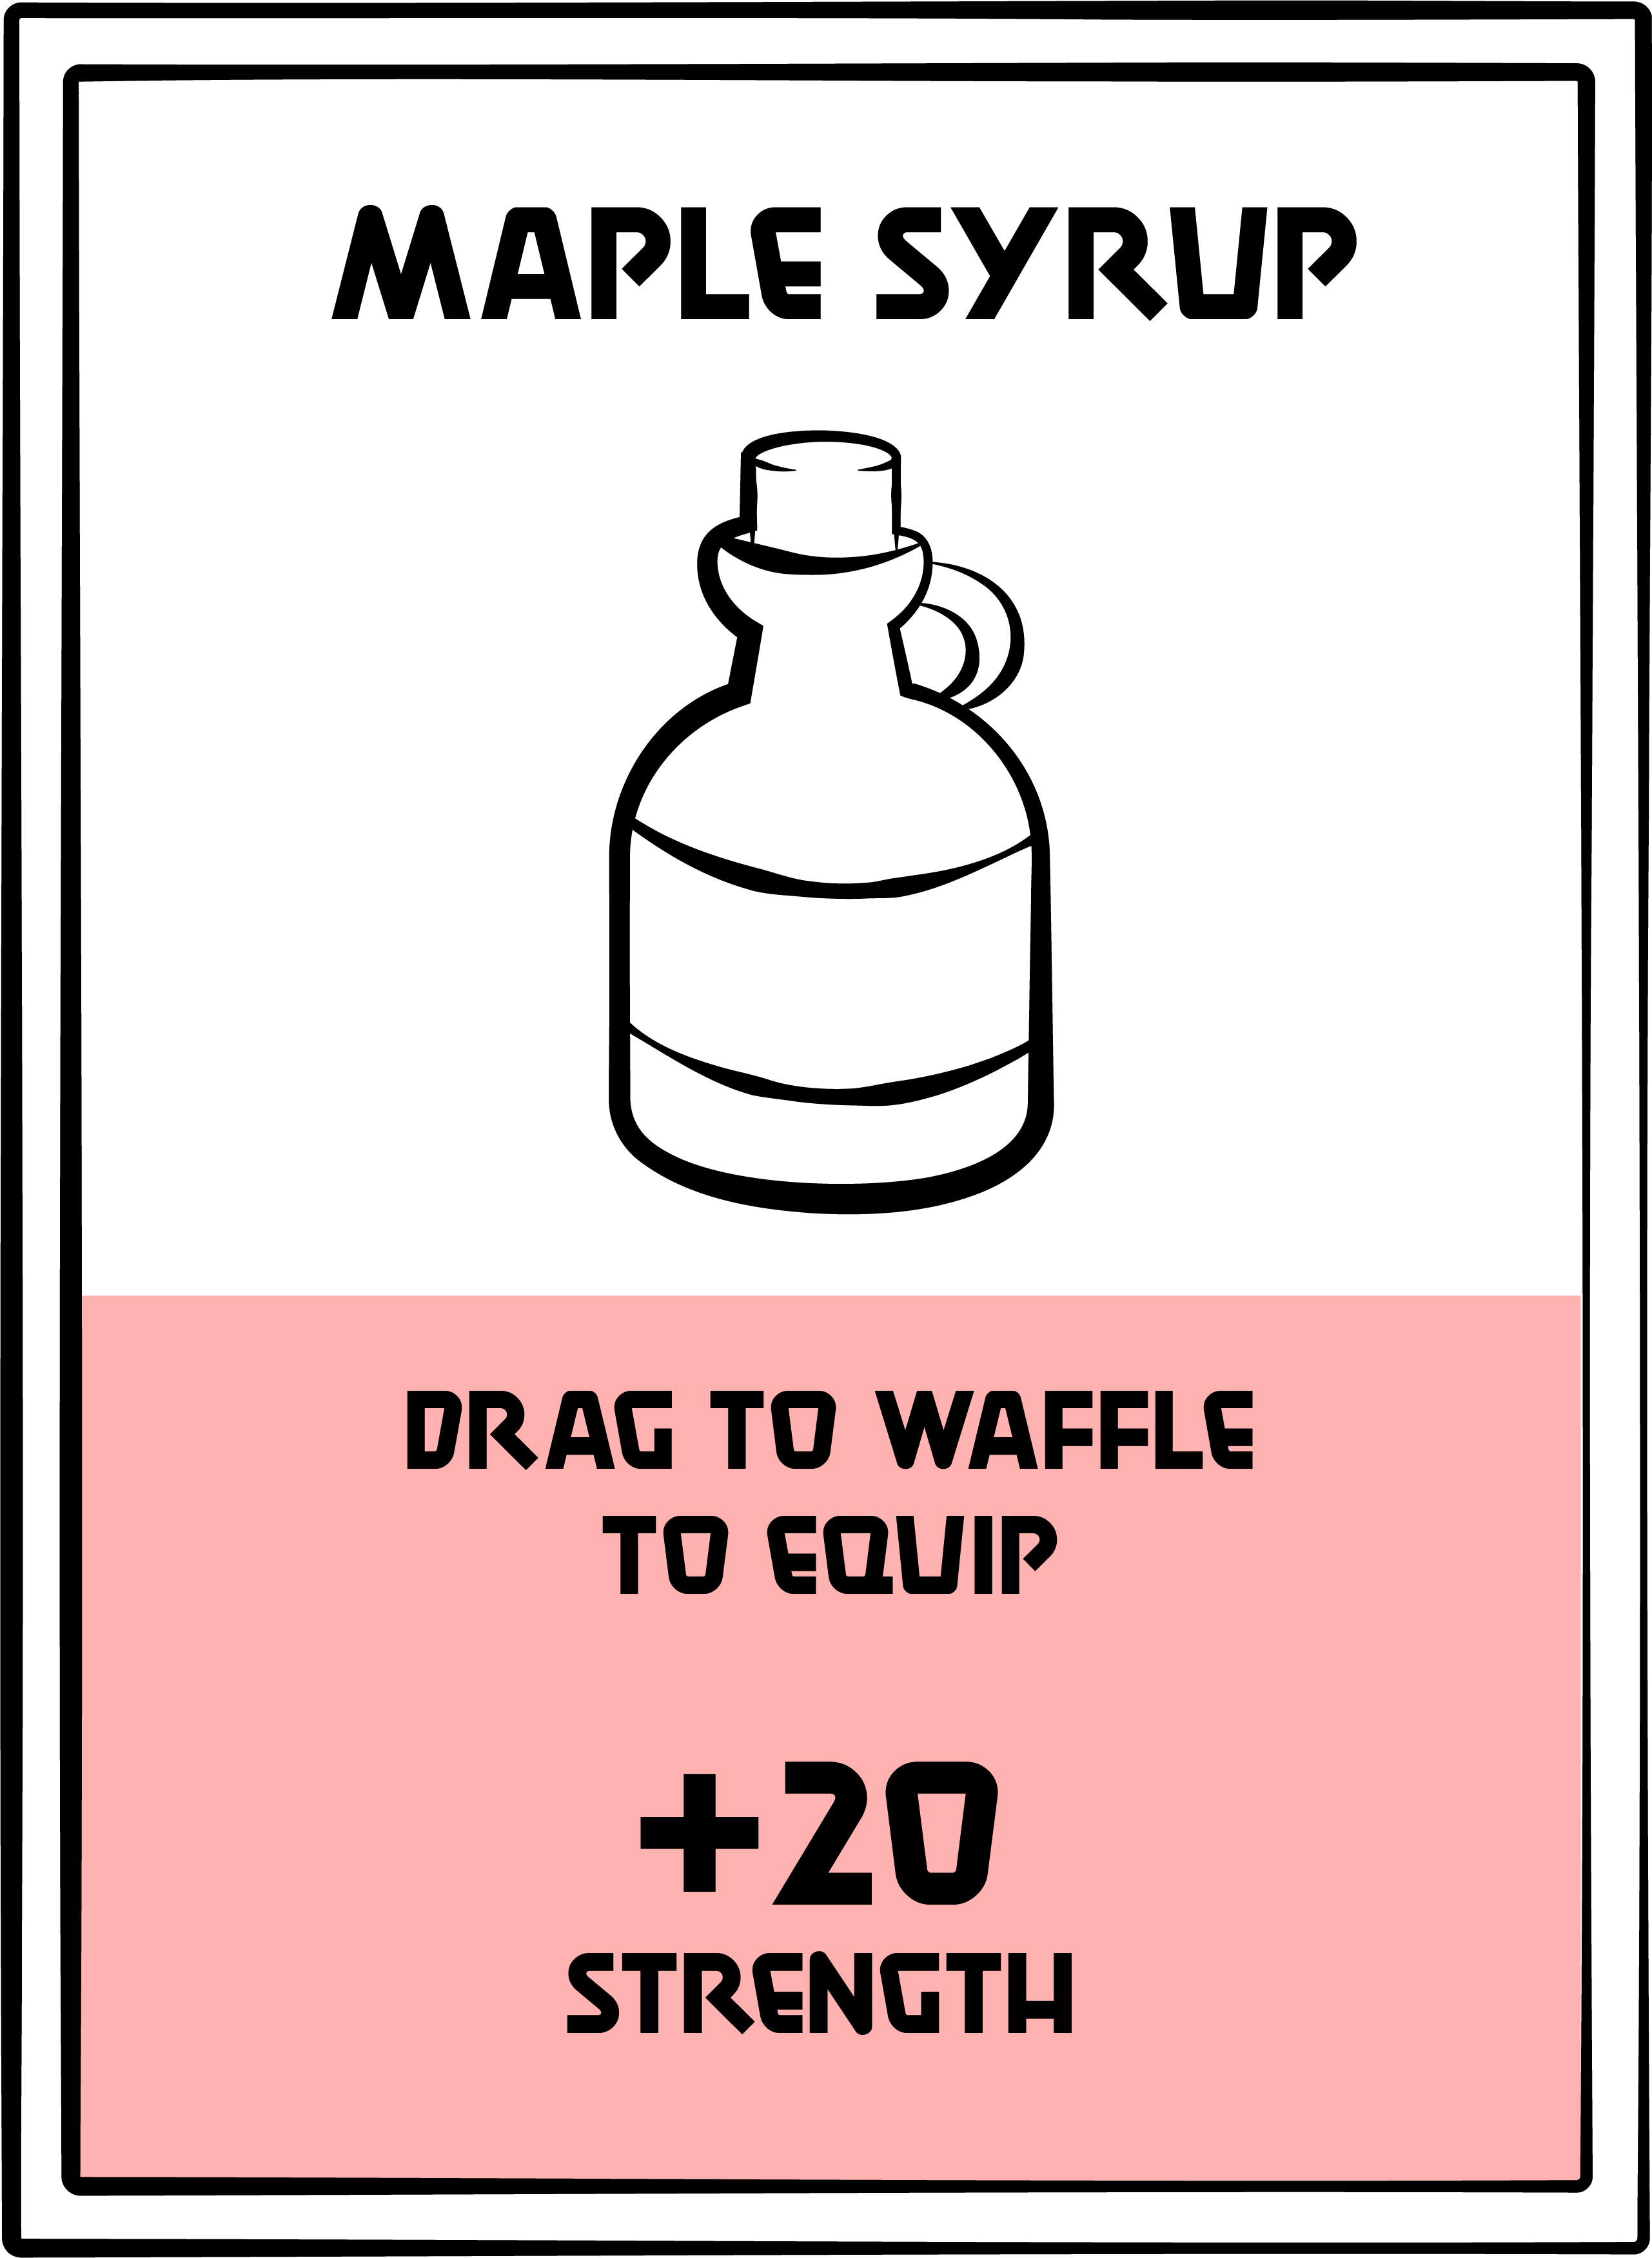 MAPLE SYRUP
DRAG TO WAFFLE
TO EQUIP
+20
STRENGTH